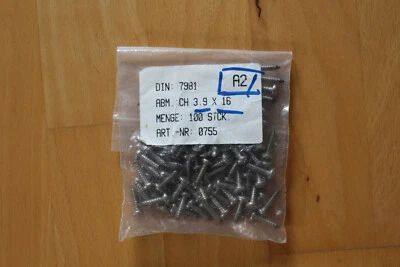 DIN: 7981 A2
ABM. CH 3.9 X 16
MENGE: 100 STCK.
ART.-NR: 0755